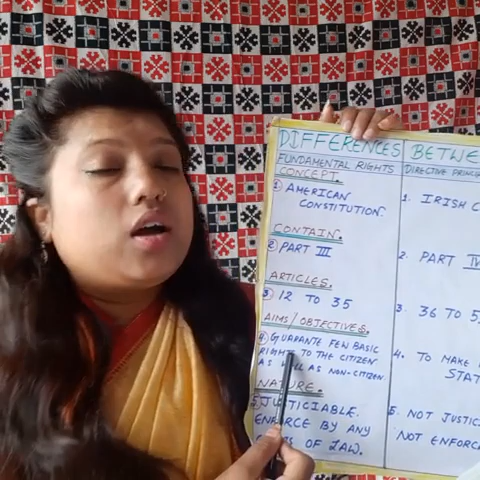 DIFFERENCES BETWE
FUNDAMENTAL RIGHTS
DIRECTIVE PRINCIP
CONCEPT.
1 AMERICAN
CONSTITUTION.
1. IRISH C
CONTAIN.
2 PART III
2. PART IV
ARTICLES.
3 12 TO 35
3. 36 TO 5
AIMS/OBJECTIVES.
4 GUARANTE FEW BASIC
RIGHTS TO THE CITIZEN
AS WELL AS NON-CITIZEN.
4. TO MAKE
STAT
NATURE.
5 JUSTICIABLE.
ENFORCE BY ANY
OF LAW.
5. NOT JUSTIC
NOT ENFORC